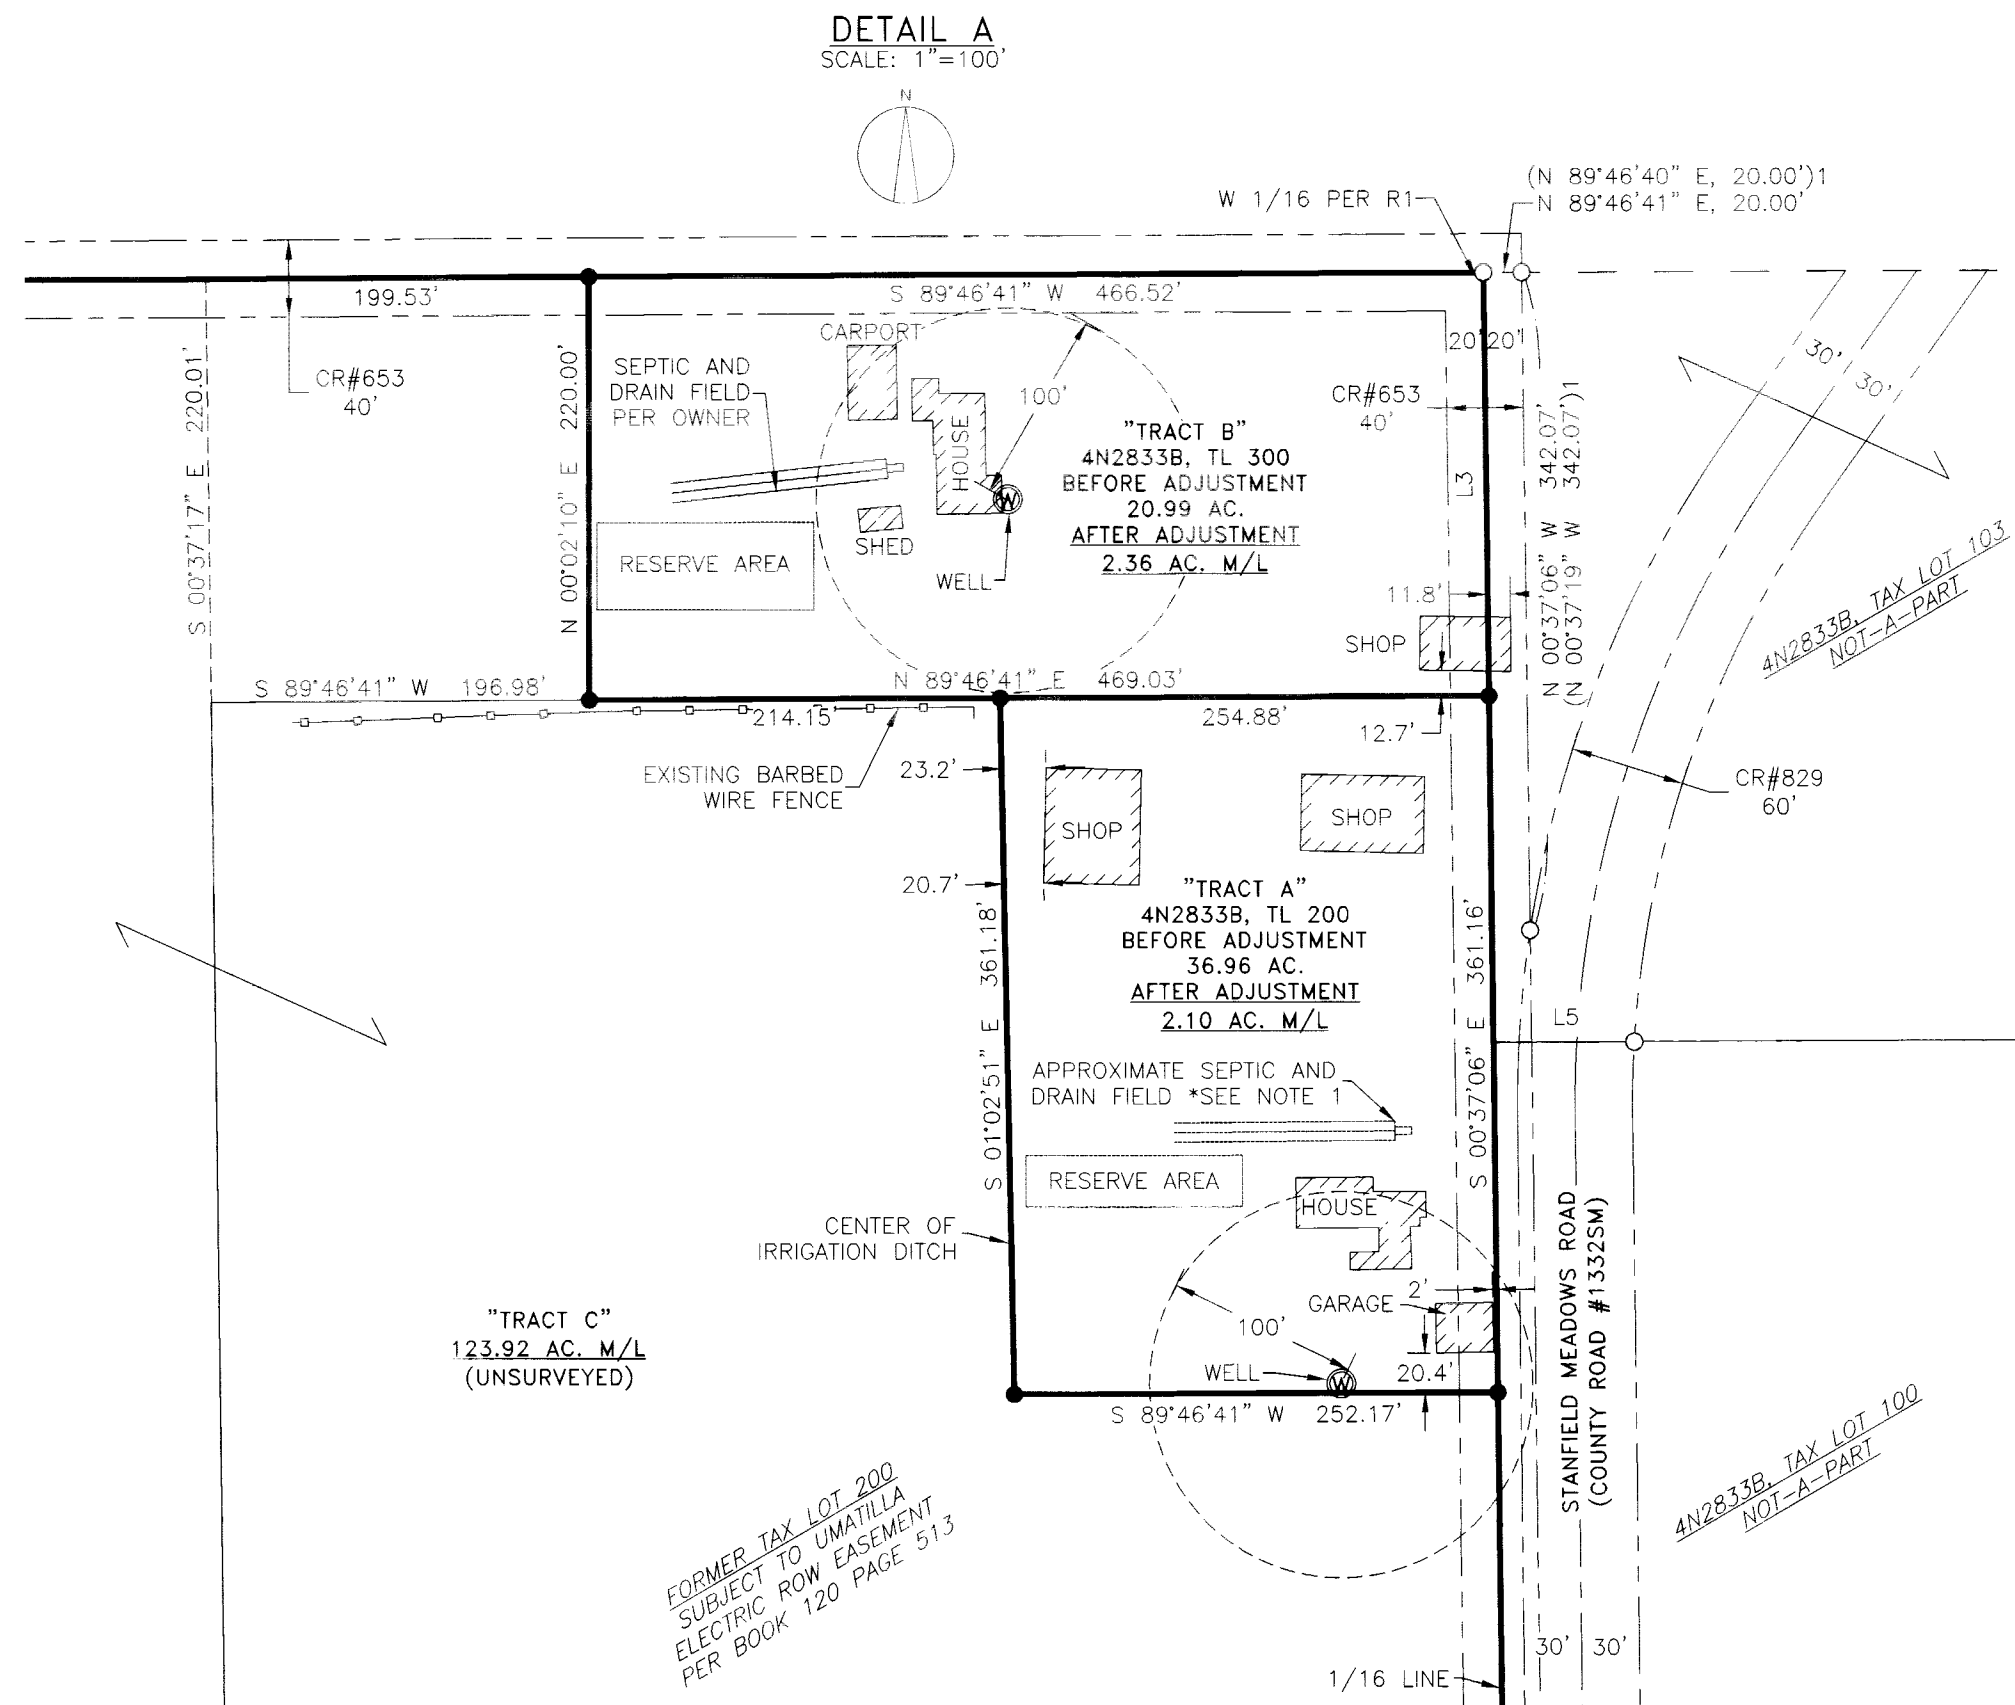 DETAIL A
SCALE: 1"=100'
N
(N 89°46'40" E, 20.00')1
N 89°46'41" E, 20.00'
W 1/16 PER R1
199.53'
S 89°46'41" W 466.52'
CR#653
40'
S 00°37'17" E 220.01'
N 00°02'10" E 220.00'
SEPTIC AND
DRAIN FIELD
PER OWNER
CARPORT
HOUSE
100'
W
SHED
WELL
RESERVE AREA
"TRACT B"
4N2833B, TL 300
BEFORE ADJUSTMENT
20.99 AC.
AFTER ADJUSTMENT
2.36 AC. M/L
20'
20'
CR#653
40'
L3
11.8'
SHOP
N 00°37'06" W 342.07'
(N 00°37'19" W 342.07')1
30'
30'
4N2833B, TAX LOT 103
NOT-A-PART
S 89°46'41" W 196.98'
N 89°46'41" E 469.03'
214.15'
254.88'
12.7'
EXISTING BARBED
WIRE FENCE
23.2'
20.7'
SHOP
SHOP
CR#829
60'
"TRACT A"
4N2833B, TL 200
BEFORE ADJUSTMENT
36.96 AC.
AFTER ADJUSTMENT
2.10 AC. M/L
S 01°02'51" E 361.18'
S 00°37'06" E 361.16'
L5
APPROXIMATE SEPTIC AND
DRAIN FIELD *SEE NOTE 1
RESERVE AREA
HOUSE
CENTER OF
IRRIGATION DITCH
2'
GARAGE
100'
WELL
W
20.4'
S 89°46'41" W 252.17'
"TRACT C"
123.92 AC. M/L
(UNSURVEYED)
STANFIELD MEADOWS ROAD
(COUNTY ROAD #1332SM)
4N2833B, TAX LOT 100
NOT-A-PART
FORMER TAX LOT 200
SUBJECT TO UMATILLA
ELECTRIC ROW EASEMENT
PER BOOK 120 PAGE 513
30'
30'
1/16 LINE